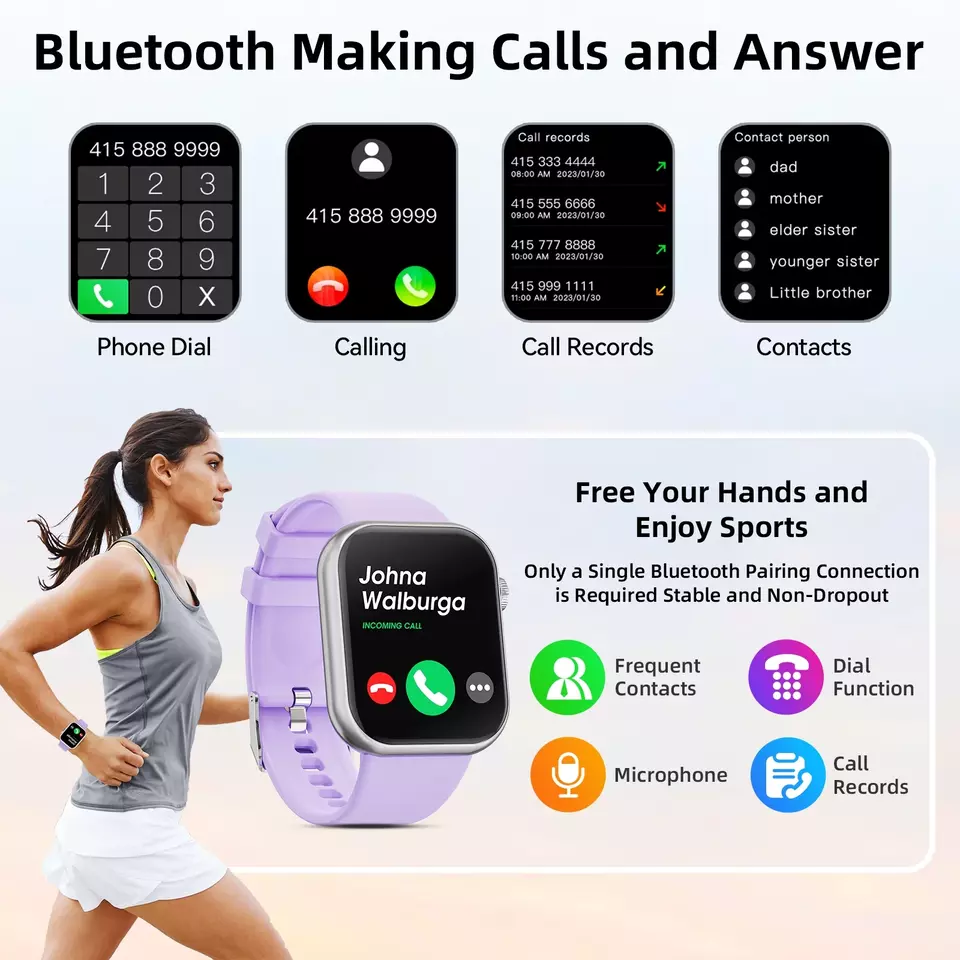 Bluetooth Making Calls and Answer
415 888 9999
1 2 3
4 5 6
7 8 9
0 X
Phone Dial
415 888 9999
Calling
Call records
415 333 4444
08:00 AM 2023/01/30
415 555 6666
09:00 AM 2023/01/30
415 777 8888
10:00 AM 2023/01/30
415 999 1111
11:00 AM 2023/01/30
Call Records
Contact person
dad
mother
elder sister
younger sister
Little brother
Contacts
Johna
Walburga
INCOMING CALL
Free Your Hands and
Enjoy Sports
Only a Single Bluetooth Pairing Connection
is Required Stable and Non-Dropout
Frequent
Contacts
Dial
Function
Microphone
Call
Records